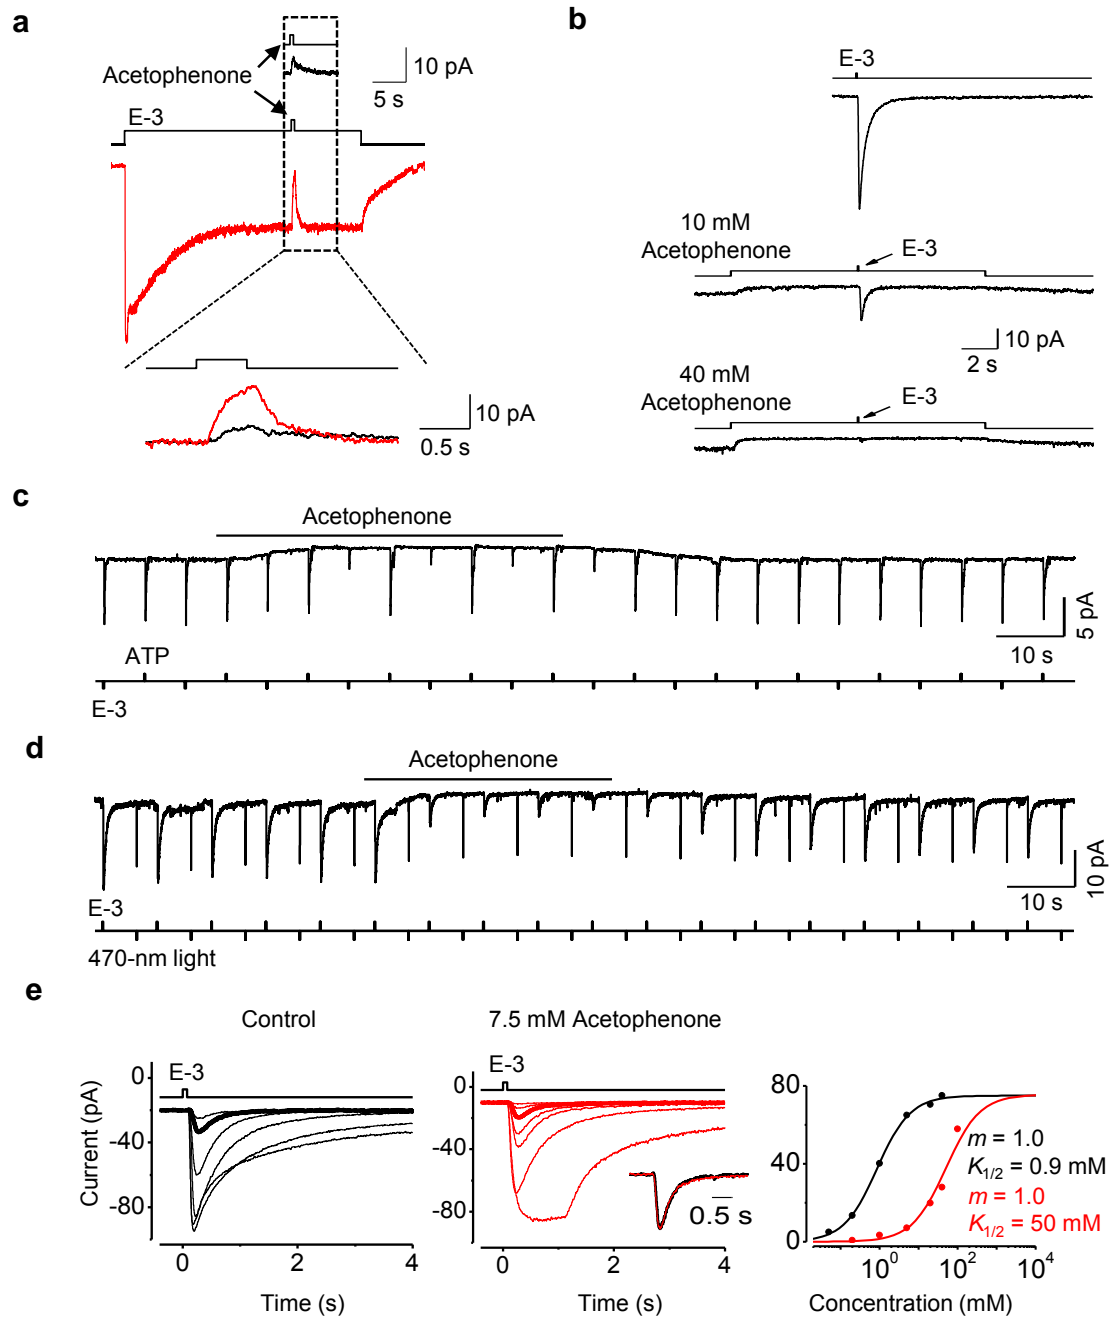 a
Acetophenone
10 pA
5 s
E-3
10 pA
0.5 s
b
E-3
10 mM
Acetophenone
E-3
10 pA
2 s
40 mM
Acetophenone
E-3
c
Acetophenone
5 pA
10 s
ATP
E-3
d
Acetophenone
10 pA
10 s
E-3
470-nm light
e
Control
7.5 mM Acetophenone
E-3
0
-40
-80
Current (pA)
0
2
4
Time (s)
E-3
0
-40
-80
0.5 s
0
2
4
Time (s)
80
40
0
m = 1.0
K1/2 = 0.9 mM
m = 1.0
K1/2 = 50 mM
10^0
10^2
10^4
Concentration (mM)